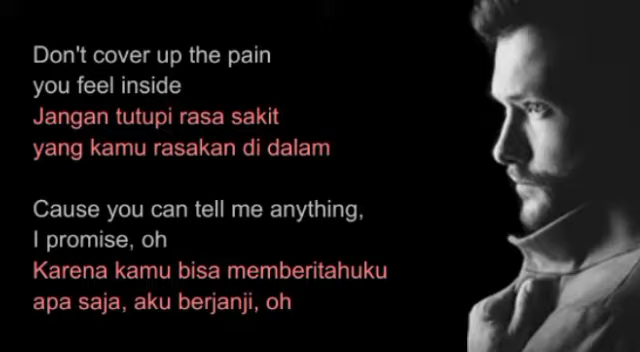 Don't cover up the pain
you feel inside
Jangan tutupi rasa sakit
yang kamu rasakan di dalam
Cause you can tell me anything,
I promise, oh
Karena kamu bisa memberitahuku
apa saja, aku berjanji, oh